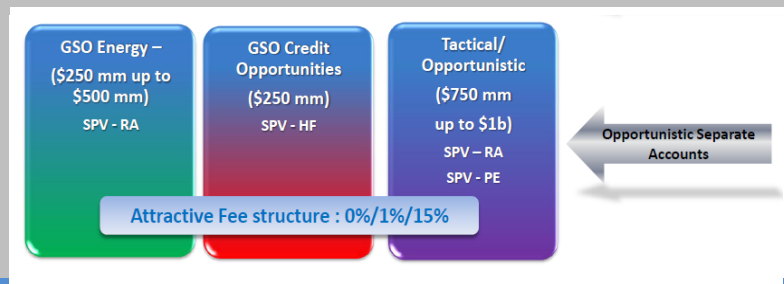 GSO Energy –
($250 mm up to
$500 mm)
SPV - RA
GSO Credit
Opportunities
($250 mm)
SPV - HF
Tactical/
Opportunistic
($750 mm
up to $1b)
SPV – RA
SPV - PE
Opportunistic Separate
Accounts
Attractive Fee structure : 0%/1%/15%